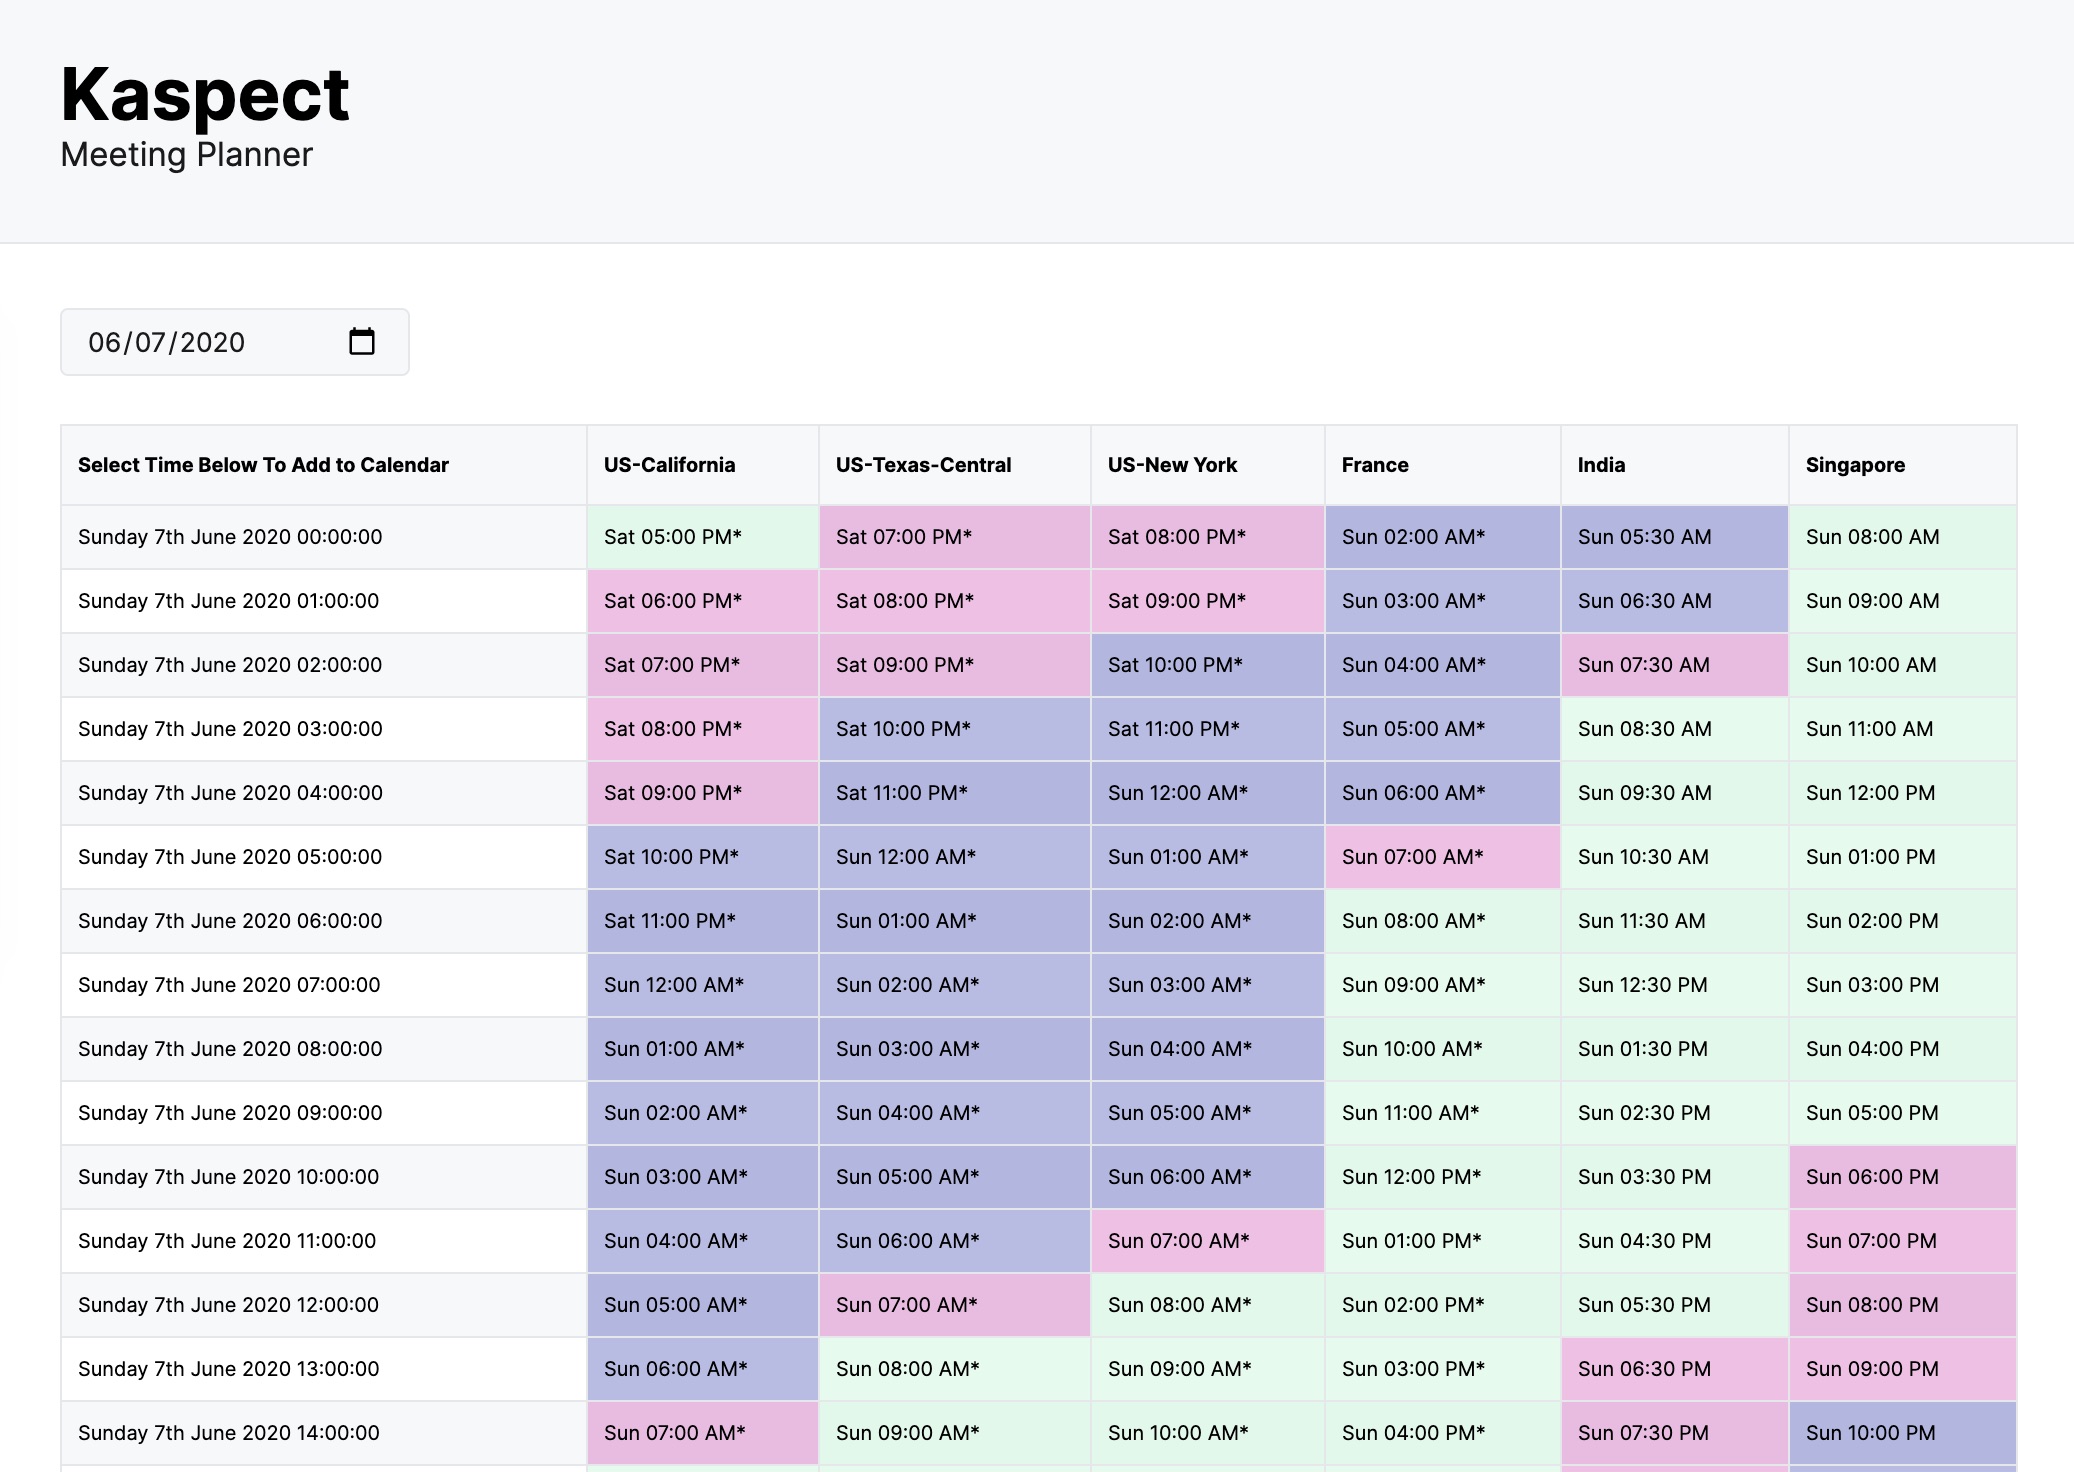 Kaspect
Meeting Planner
06/07/2020
Select Time Below To Add to Calendar US-California US-Texas-Central US-New York France India Singapore
Sunday 7th June 2020 00:00:00 Sat 05:00 PM* Sat 07:00 PM* Sat 08:00 PM* Sun 02:00 AM* Sun 05:30 AM Sun 08:00 AM
Sunday 7th June 2020 01:00:00 Sat 06:00 PM* Sat 08:00 PM* Sat 09:00 PM* Sun 03:00 AM* Sun 06:30 AM Sun 09:00 AM
Sunday 7th June 2020 02:00:00 Sat 07:00 PM* Sat 09:00 PM* Sat 10:00 PM* Sun 04:00 AM* Sun 07:30 AM Sun 10:00 AM
Sunday 7th June 2020 03:00:00 Sat 08:00 PM* Sat 10:00 PM* Sat 11:00 PM* Sun 05:00 AM* Sun 08:30 AM Sun 11:00 AM
Sunday 7th June 2020 04:00:00 Sat 09:00 PM* Sat 11:00 PM* Sun 12:00 AM* Sun 06:00 AM* Sun 09:30 AM Sun 12:00 PM
Sunday 7th June 2020 05:00:00 Sat 10:00 PM* Sun 12:00 AM* Sun 01:00 AM* Sun 07:00 AM* Sun 10:30 AM Sun 01:00 PM
Sunday 7th June 2020 06:00:00 Sat 11:00 PM* Sun 01:00 AM* Sun 02:00 AM* Sun 08:00 AM* Sun 11:30 AM Sun 02:00 PM
Sunday 7th June 2020 07:00:00 Sun 12:00 AM* Sun 02:00 AM* Sun 03:00 AM* Sun 09:00 AM* Sun 12:30 PM Sun 03:00 PM
Sunday 7th June 2020 08:00:00 Sun 01:00 AM* Sun 03:00 AM* Sun 04:00 AM* Sun 10:00 AM* Sun 01:30 PM Sun 04:00 PM
Sunday 7th June 2020 09:00:00 Sun 02:00 AM* Sun 04:00 AM* Sun 05:00 AM* Sun 11:00 AM* Sun 02:30 PM Sun 05:00 PM
Sunday 7th June 2020 10:00:00 Sun 03:00 AM* Sun 05:00 AM* Sun 06:00 AM* Sun 12:00 PM* Sun 03:30 PM Sun 06:00 PM
Sunday 7th June 2020 11:00:00 Sun 04:00 AM* Sun 06:00 AM* Sun 07:00 AM* Sun 01:00 PM* Sun 04:30 PM Sun 07:00 PM
Sunday 7th June 2020 12:00:00 Sun 05:00 AM* Sun 07:00 AM* Sun 08:00 AM* Sun 02:00 PM* Sun 05:30 PM Sun 08:00 PM
Sunday 7th June 2020 13:00:00 Sun 06:00 AM* Sun 08:00 AM* Sun 09:00 AM* Sun 03:00 PM* Sun 06:30 PM Sun 09:00 PM
Sunday 7th June 2020 14:00:00 Sun 07:00 AM* Sun 09:00 AM* Sun 10:00 AM* Sun 04:00 PM* Sun 07:30 PM Sun 10:00 PM